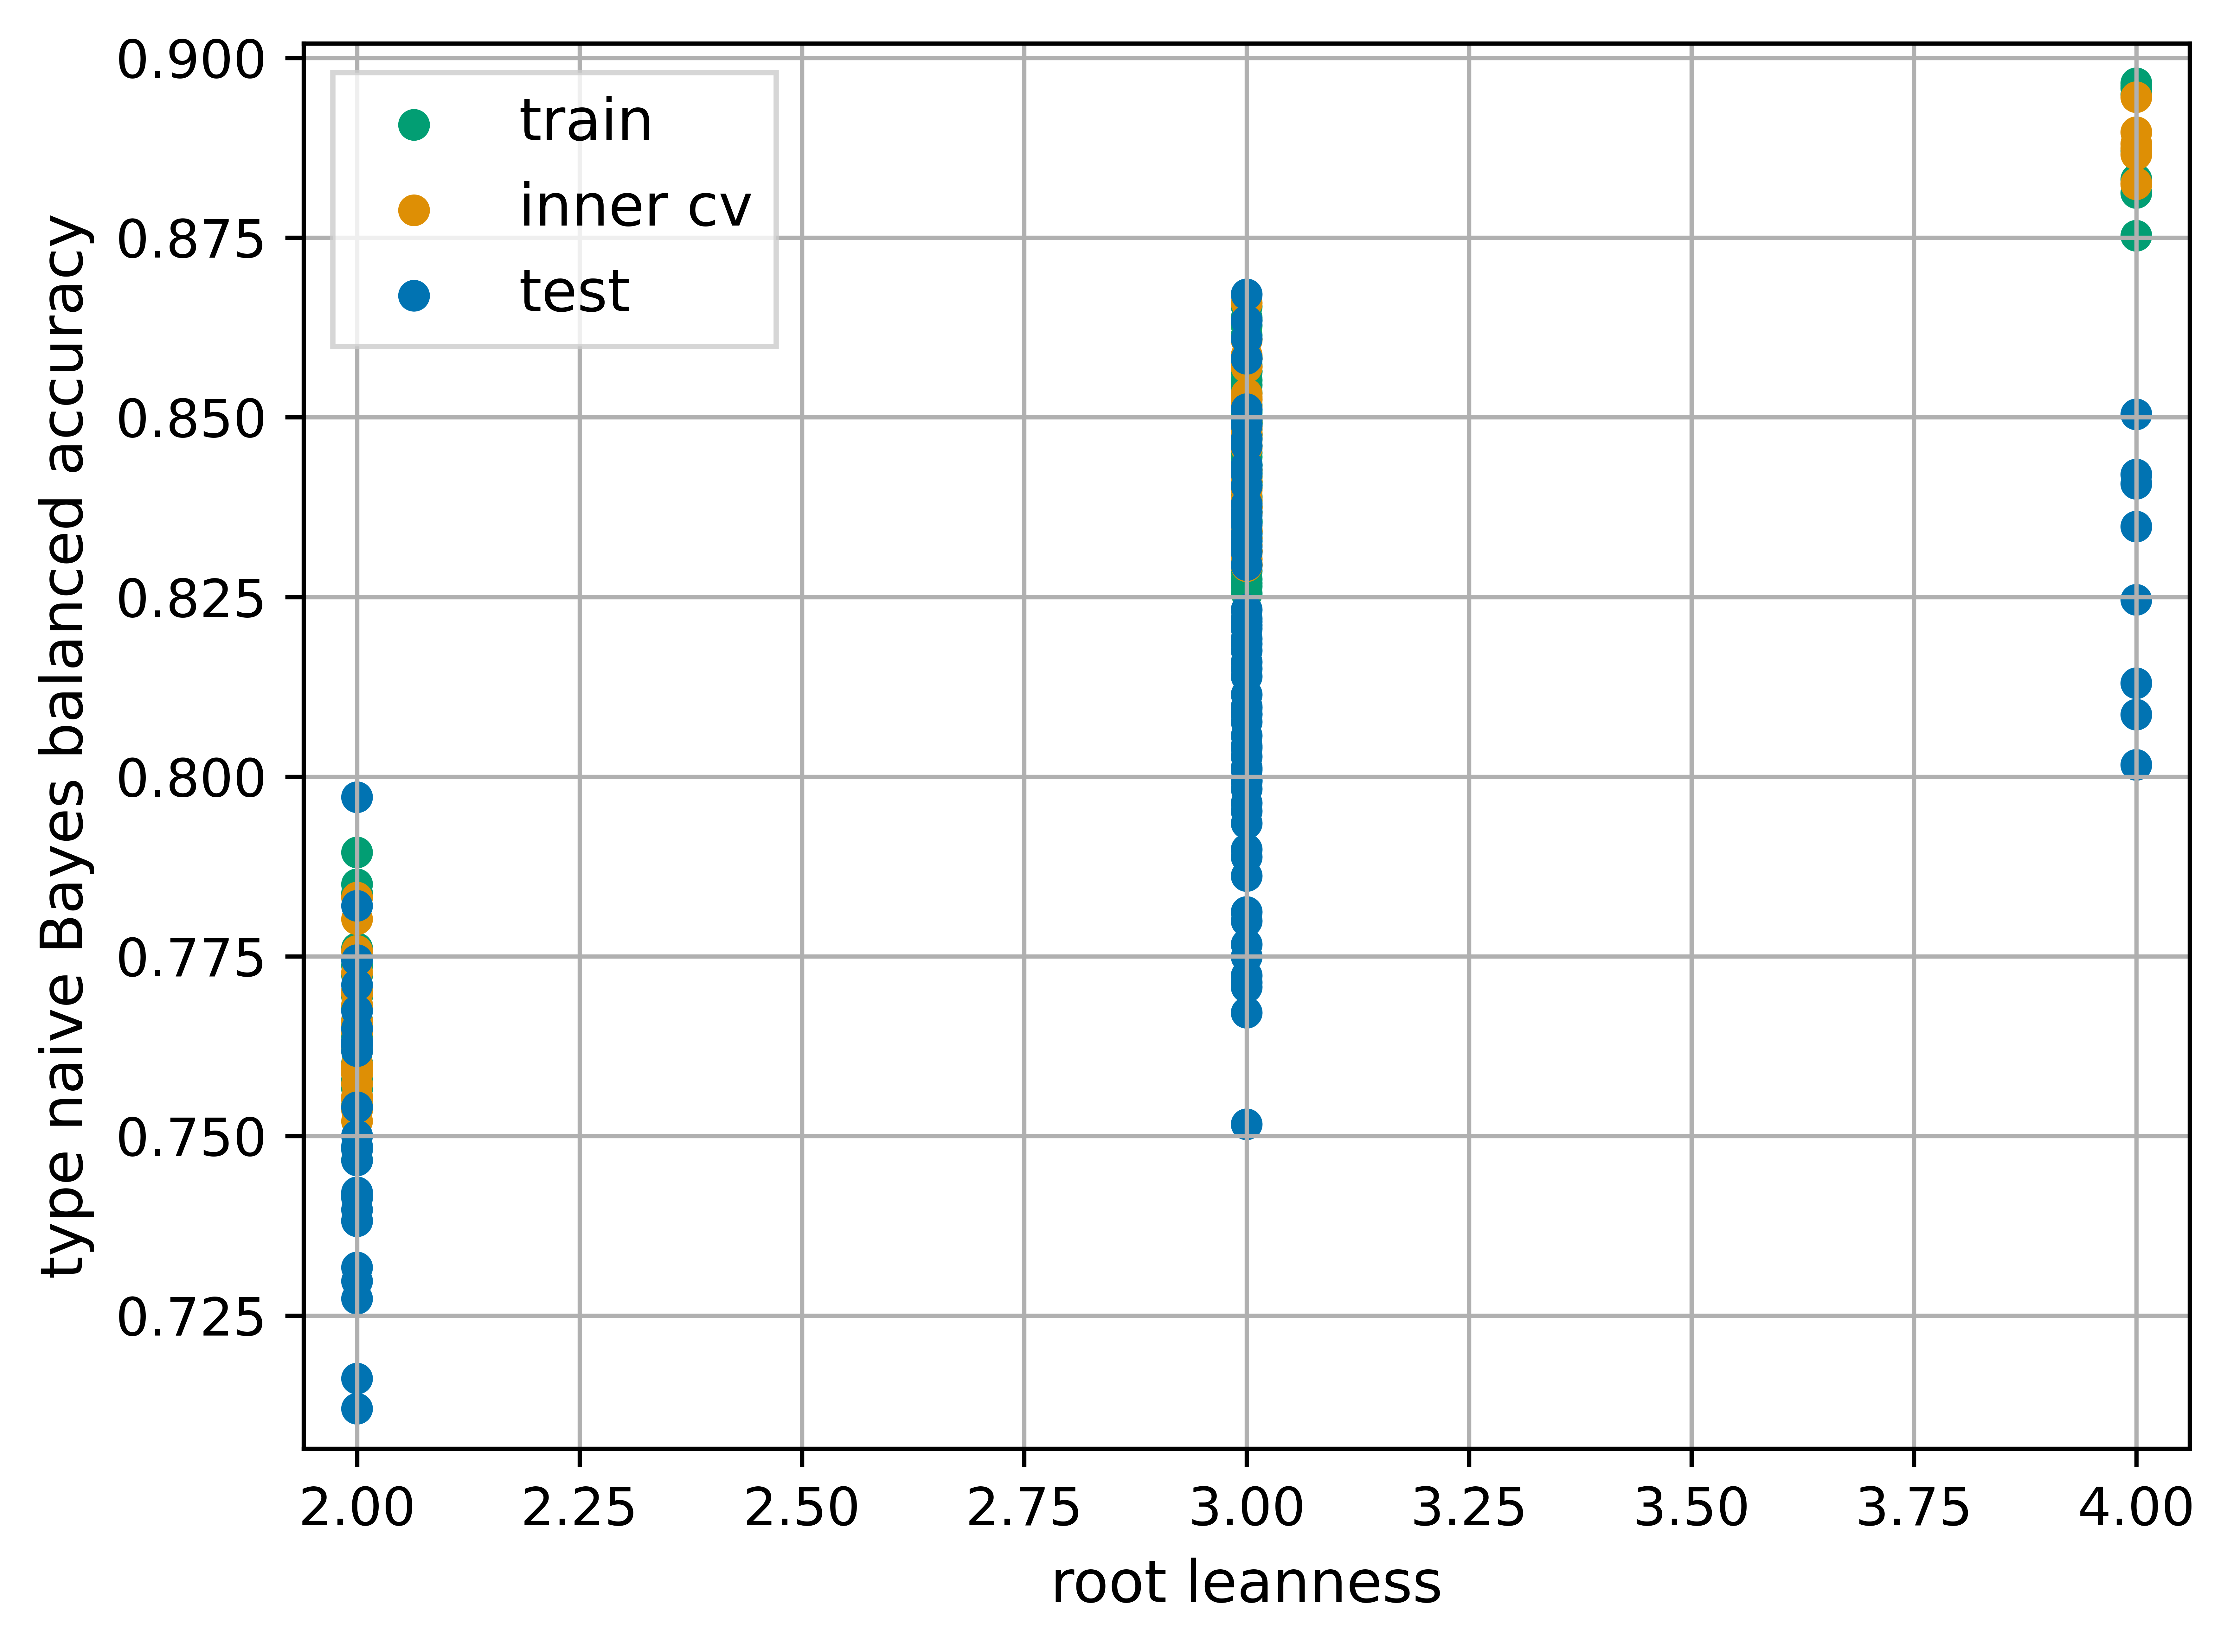 type naive Bayes balanced accuracy
0.900
0.875
0.850
0.825
0.800
0.775
0.750
0.725
train
inner cv
test
2.00 2.25 2.50 2.75 3.00 3.25 3.50 3.75 4.00
root leanness